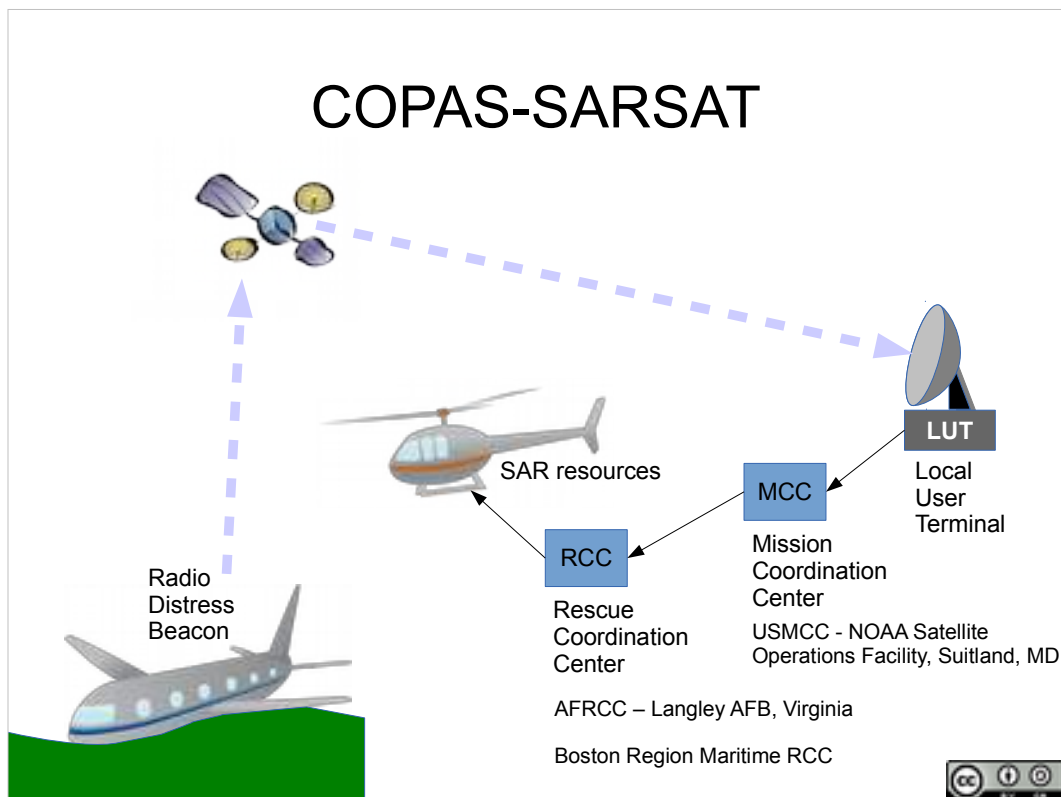 COPAS-SARSAT
LUT
SAR resources
MCC
Local
User
Terminal
RCC
Mission
Coordination
Center
Radio
Distress
Beacon
Rescue
Coordination
Center
USMCC - NOAA Satellite
Operations Facility, Suitland, MD
AFRCC – Langley AFB, Virginia
Boston Region Maritime RCC
cc